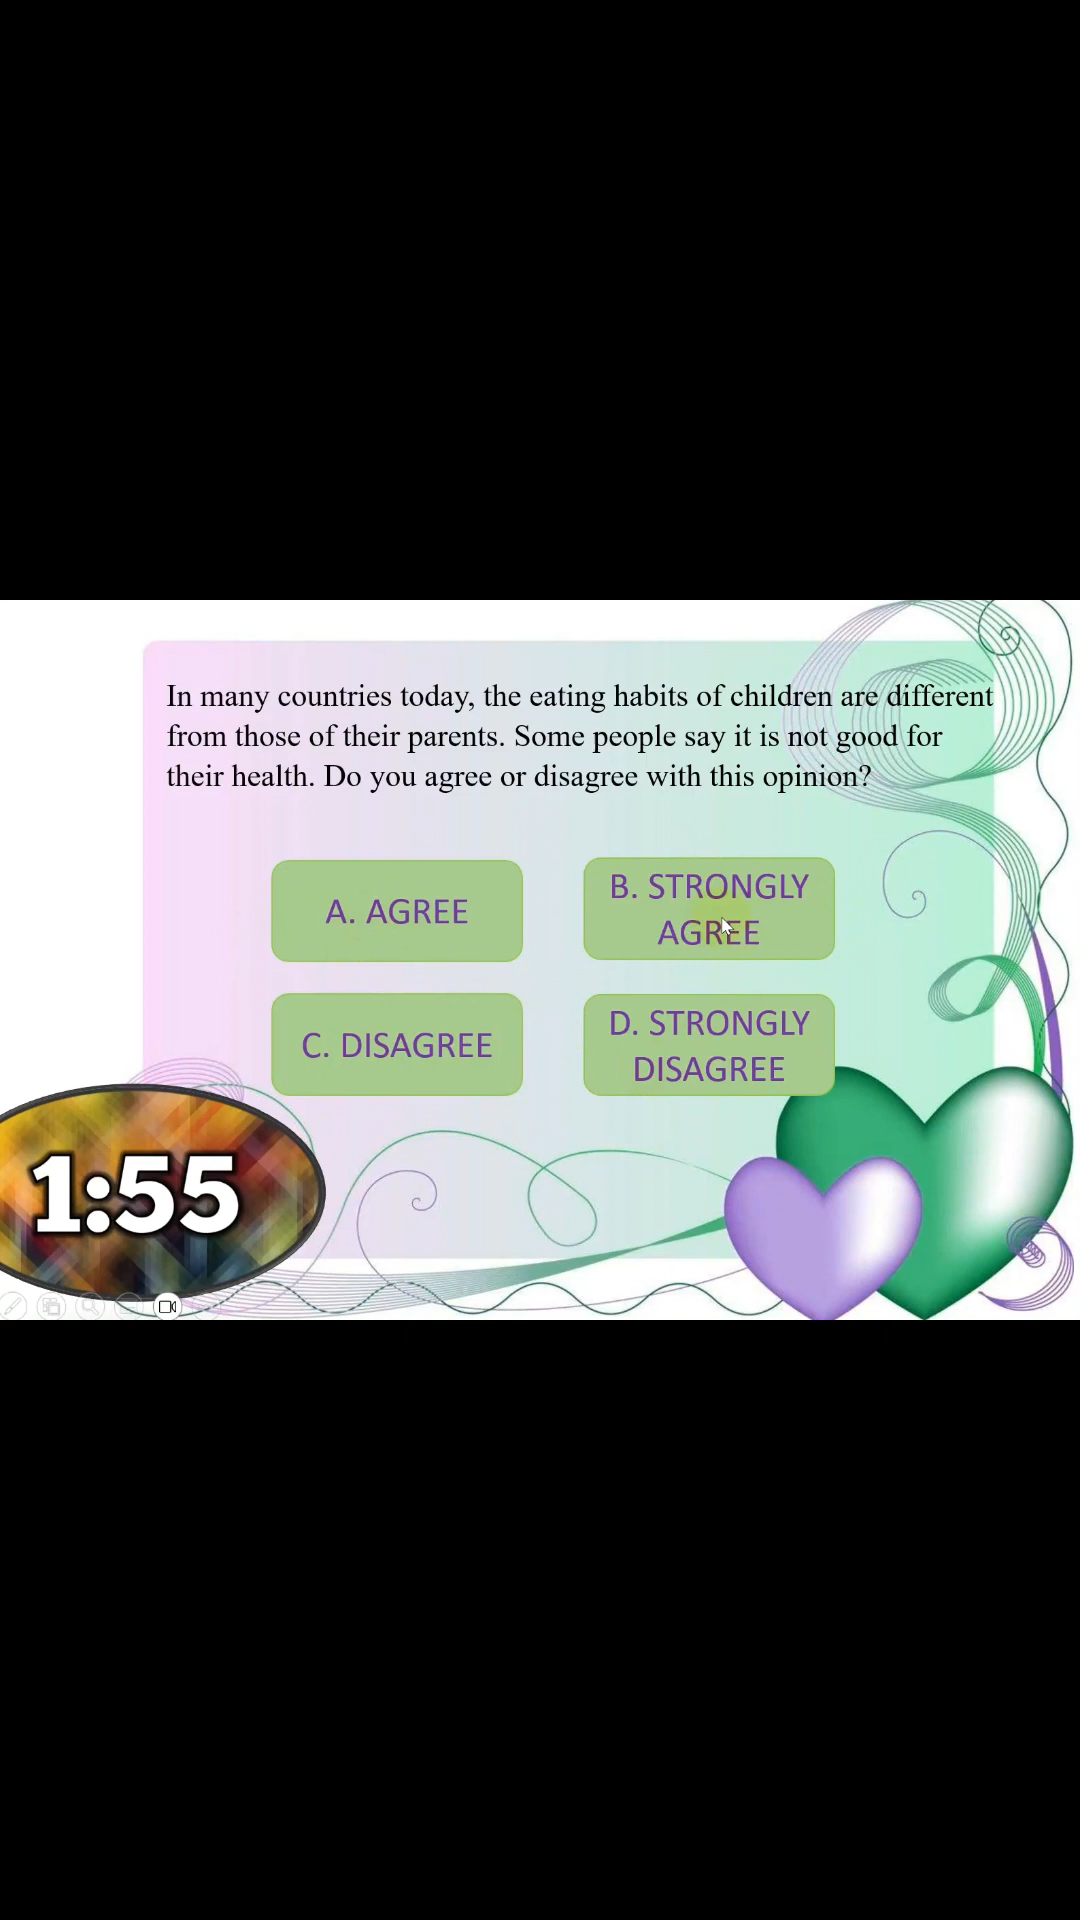 In many countries today, the eating habits of children are different
from those of their parents. Some people say it is not good for
their health. Do you agree or disagree with this opinion?
A. AGREE
B. STRONGLY
AGREE
C. DISAGREE
D. STRONGLY
DISAGREE
1:55